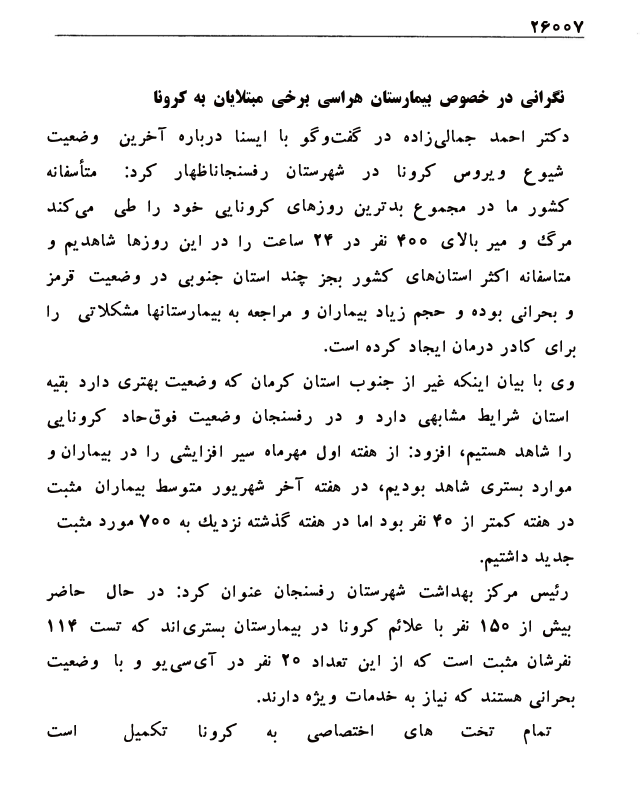 ۲۶۰۰۷
نگرانی در خصوص بیمارستان هراسی برخی مبتلایان به کرونا
دکتر احمد جمالی‌زاده در گفت‌وگو با ایسنا درباره آخرین وضعیت
شیوع ویروس کرونا در شهرستان رفسنجاناظهار کرد: متأسفانه
کشور ما در مجموع بدترین روزهای کرونایی خود را طی می‌کند
مرگ و میر بالای ۴۰۰ نفر در ۲۴ ساعت را در این روزها شاهدیم و
متاسفانه اکثر استان‌های کشور بجز چند استان جنوبی در وضعیت قرمز
و بحرانی بوده و حجم زیاد بیماران و مراجعه به بیمارستانها مشکلاتی را
برای کادر درمان ایجاد کرده است.
وی با بیان اینکه غیر از جنوب استان کرمان که وضعیت بهتری دارد بقیه
استان شرایط مشابهی دارد و در رفسنجان وضعیت فوق‌حاد کرونایی
را شاهد هستیم، افزود: از هفته اول مهرماه سیر افزایشی را در بیماران و
موارد بستری شاهد بودیم، در هفته آخر شهریور متوسط بیماران مثبت
در هفته کمتر از ۴۰ نفر بود اما در هفته گذشته نزدیک به ۷۰۰ مورد مثبت
جدید داشتیم.
رئیس مرکز بهداشت شهرستان رفسنجان عنوان کرد: در حال حاضر
بیش از ۱۵۰ نفر با علائم کرونا در بیمارستان بستری‌اند که تست ۱۱۴
نفرشان مثبت است که از این تعداد ۲۰ نفر در آی‌سی‌یو و با وضعیت
بحرانی هستند که نیاز به خدمات ویژه دارند.
تمام تخت های اختصاصی به کرونا تکمیل است